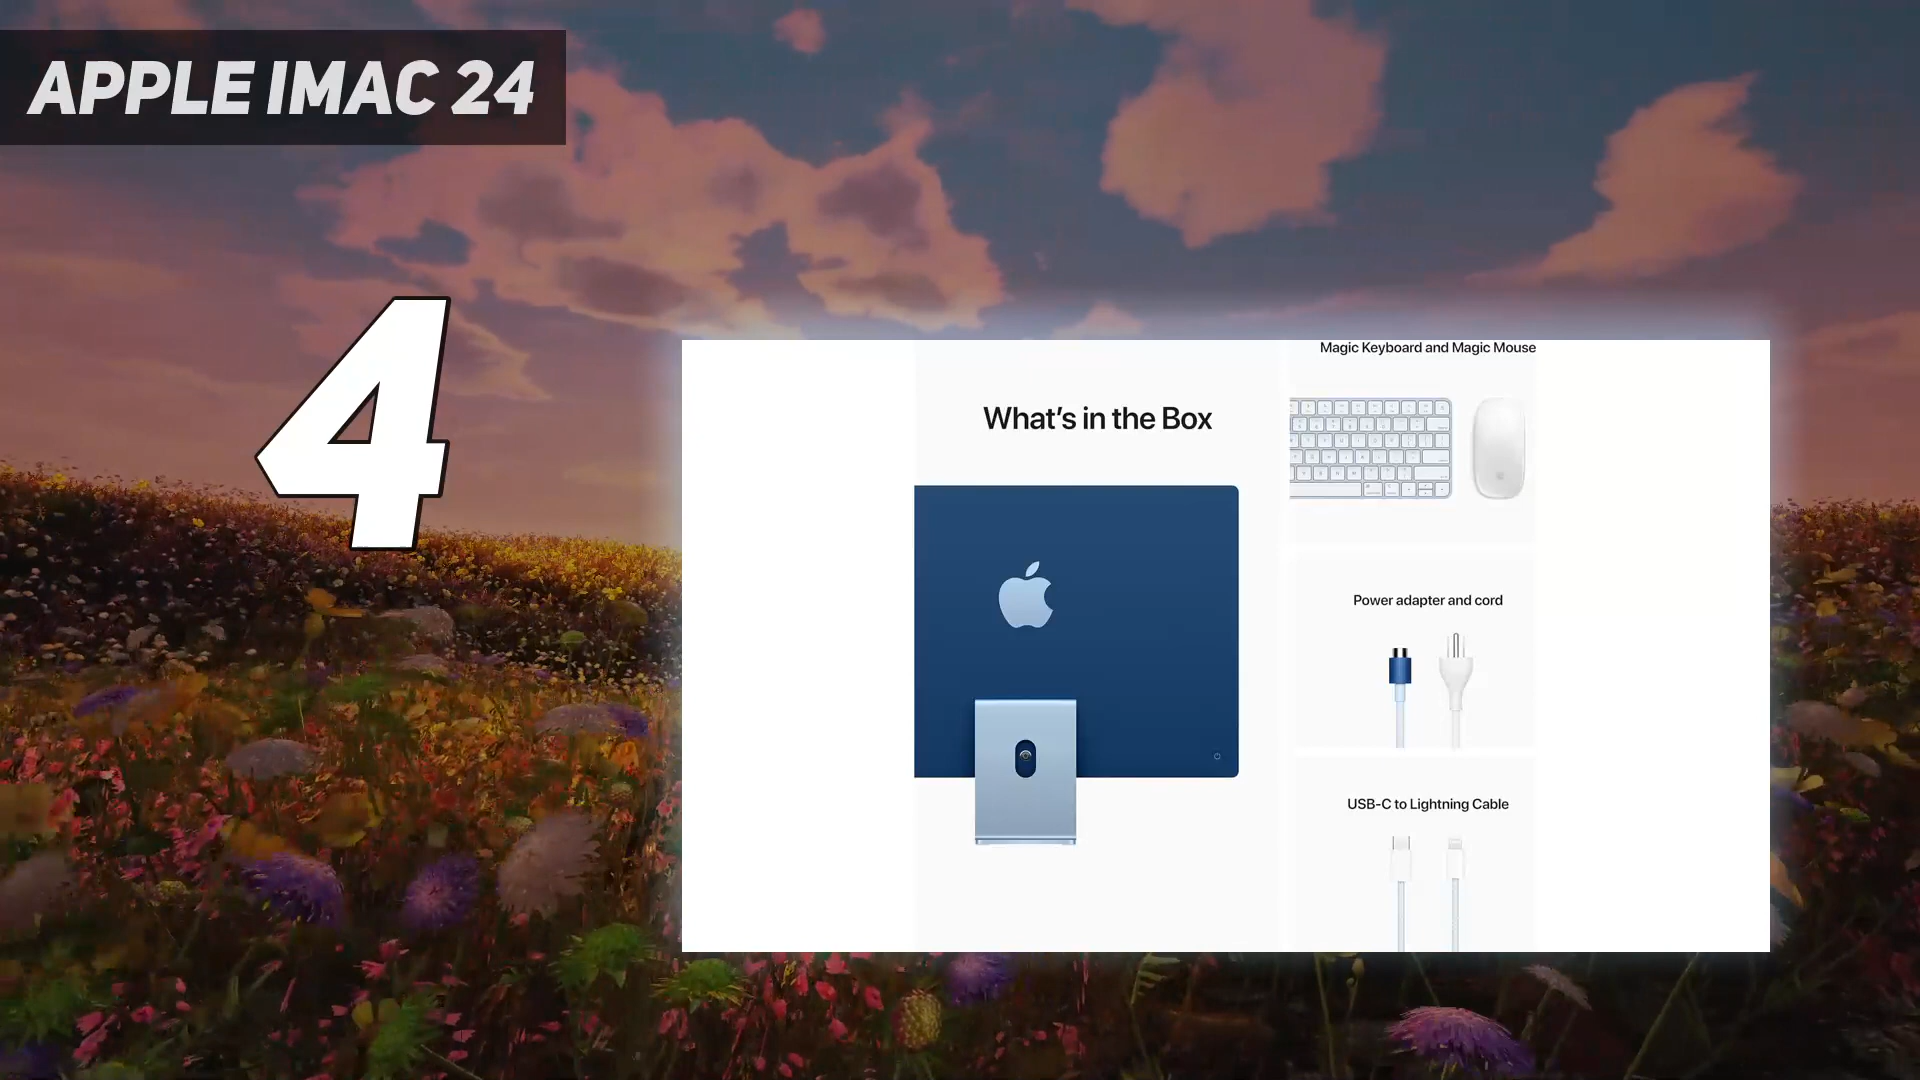 APPLE IMAC 24
4
What's in the Box
Magic Keyboard and Magic Mouse
Power adapter and cord
USB-C to Lightning Cable